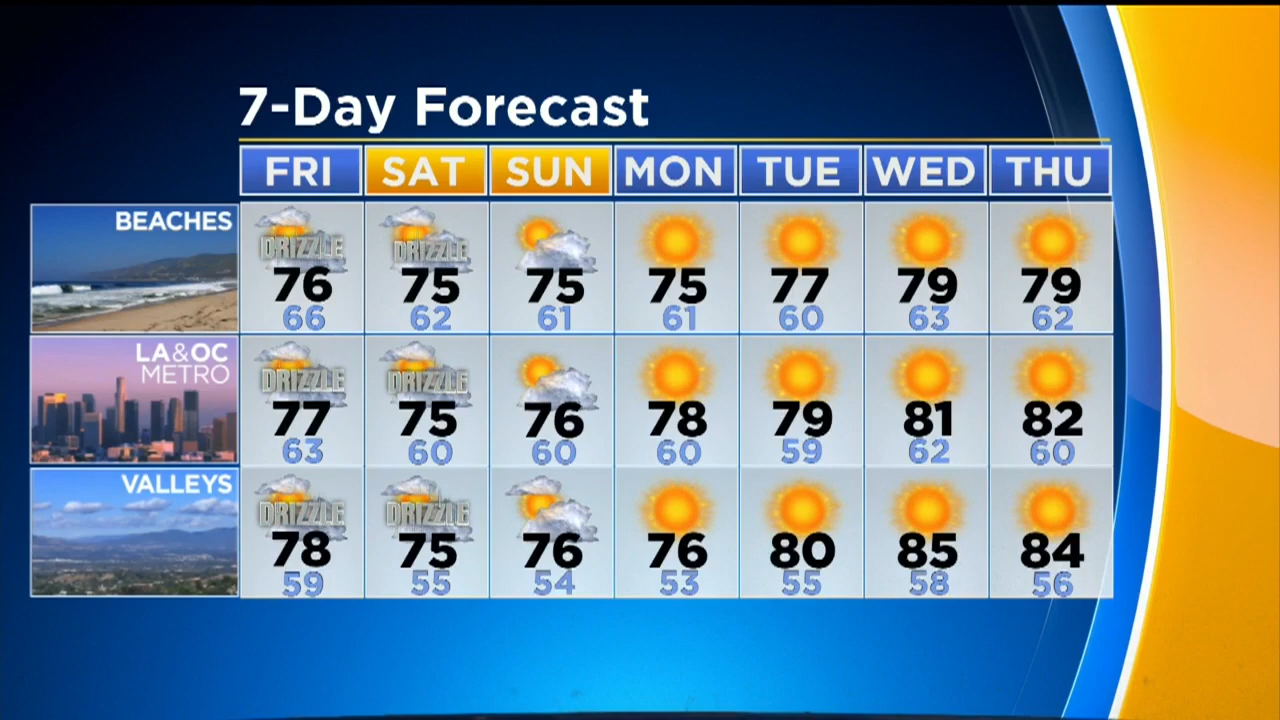 7-Day Forecast
FRI SAT SUN MON TUE WED THU
BEACHES
DRIZZLE DRIZZLE
76 75 75 75 77 79 79
66 62 61 61 60 63 62
LA&OC
METRO
DRIZZLE DRIZZLE
77 75 76 78 79 81 82
63 60 60 60 59 62 60
VALLEYS
DRIZZLE DRIZZLE
78 75 76 76 80 85 84
59 55 54 53 55 58 56